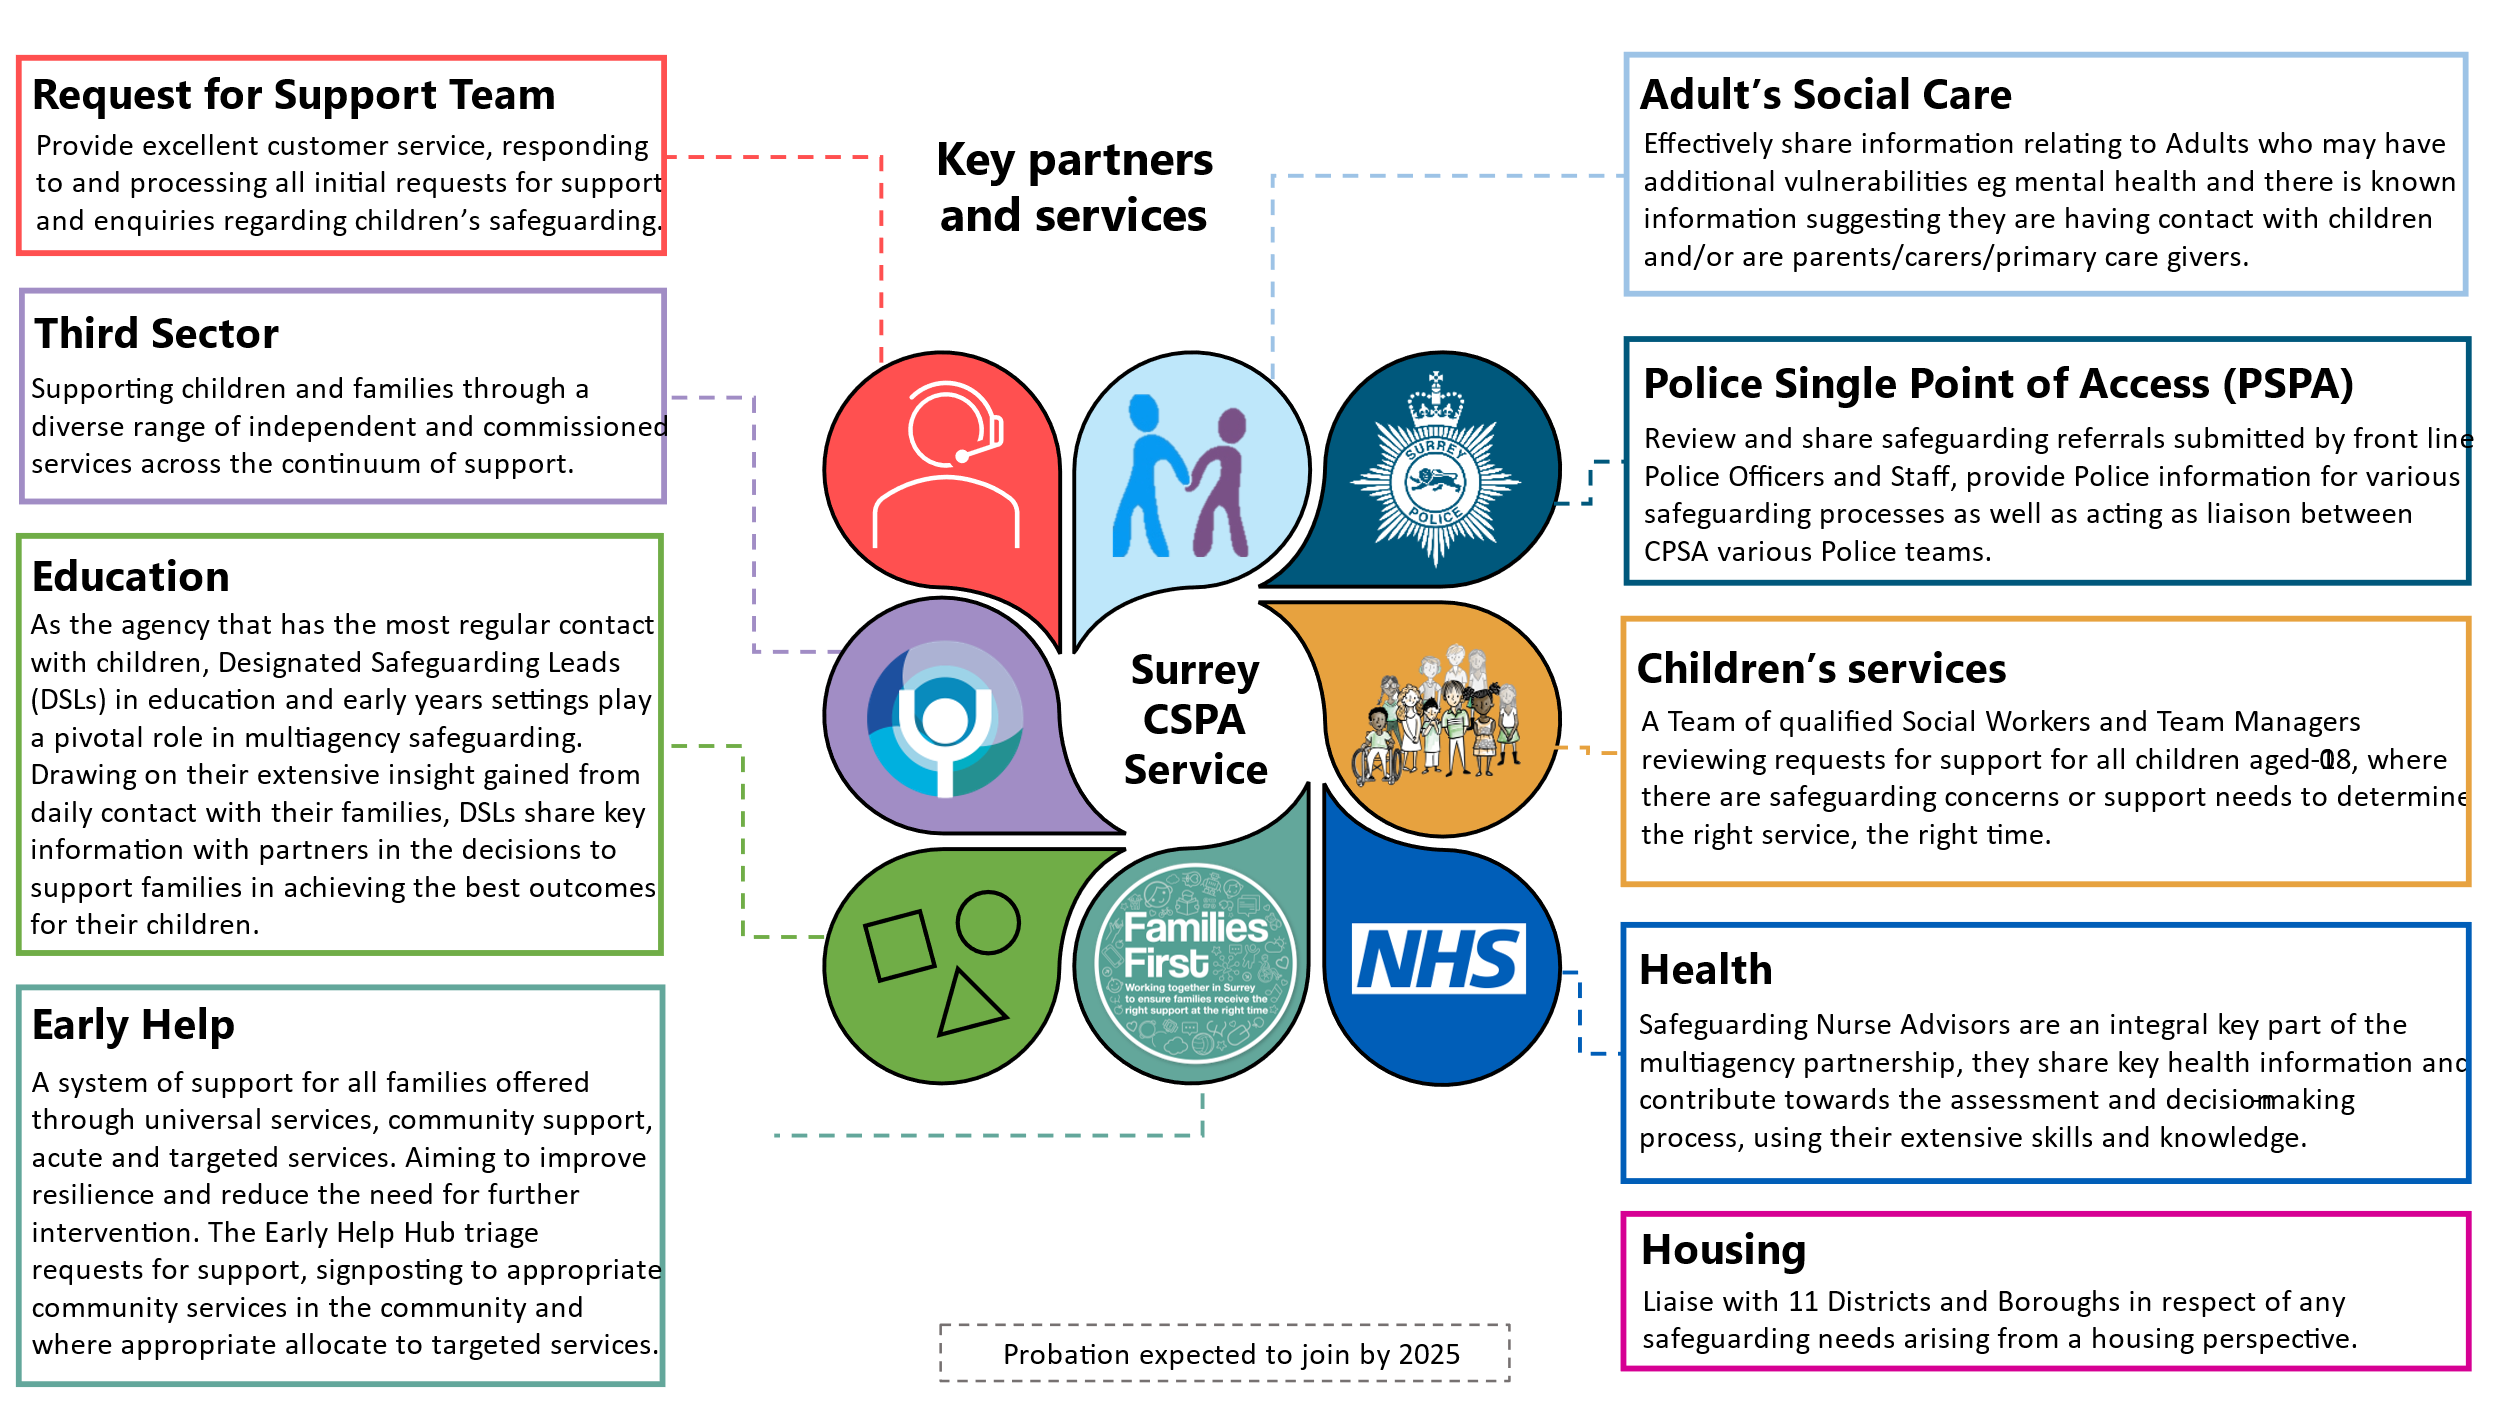 Request for Support Team
Provide excellent customer service, responding
to and processing all initial requests for support
and enquiries regarding children’s safeguarding.
Third Sector
Supporting children and families through a
diverse range of independent and commissioned
services across the continuum of support.
Education
As the agency that has the most regular contact
with children, Designated Safeguarding Leads
(DSLs) in education and early years settings play
a pivotal role in multiagency safeguarding.
Drawing on their extensive insight gained from
daily contact with their families, DSLs share key
information with partners in the decisions to
support families in achieving the best outcomes
for their children.
Early Help
A system of support for all families offered
through universal services, community support,
acute and targeted services. Aiming to improve
resilience and reduce the need for further
intervention. The Early Help Hub triage
requests for support, signposting to appropriate
community services in the community and
where appropriate allocate to targeted services.
Key partners
and services
SURREY
POLICE
Surrey
CSPA
Service
Families
First
Working together in Surrey
to ensure families receive the
right support at the right time
NHS
Probation expected to join by 2025
Adult’s Social Care
Effectively share information relating to Adults who may have
additional vulnerabilities eg mental health and there is known
information suggesting they are having contact with children
and/or are parents/carers/primary care givers.
Police Single Point of Access (PSPA)
Review and share safeguarding referrals submitted by front line
Police Officers and Staff, provide Police information for various
safeguarding processes as well as acting as liaison between
CPSA various Police teams.
Children’s services
A Team of qualified Social Workers and Team Managers
reviewing requests for support for all children aged 0-18, where
there are safeguarding concerns or support needs to determine
the right service, the right time.
Health
Safeguarding Nurse Advisors are an integral key part of the
multiagency partnership, they share key health information and
contribute towards the assessment and decision-making
process, using their extensive skills and knowledge.
Housing
Liaise with 11 Districts and Boroughs in respect of any
safeguarding needs arising from a housing perspective.